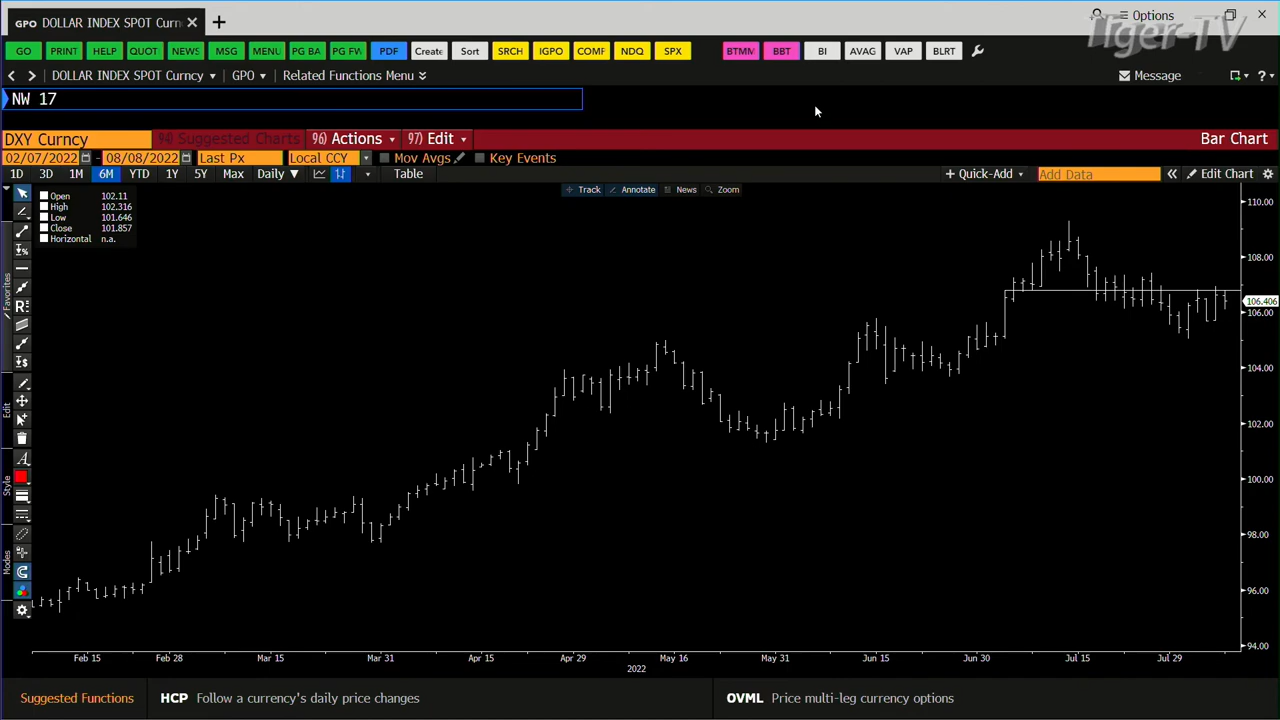 GPO DOLLAR INDEX SPOT Curn
Options
Tiger-TV
GO PRINT HELP QUOT NEWS MSG MENU PG BA PG FW PDF Create Sort SRCH IGPO COMF NDQ SPX BTMM BBT BI AVAG VAP BLRT
DOLLAR INDEX SPOT Curncy GPO Related Functions Menu Message ?
NW 17
DXY Curncy 94) Suggested Charts 96) Actions 97) Edit Bar Chart
02/07/2022 - 08/08/2022 Last Px Local CCY Mov Avgs Key Events
1D 3D 1M 6M YTD 1Y 5Y Max Daily Table + Quick-Add Add Data Edit Chart
Track Annotate News Zoom
Open 102.11
High 102.316
Low 101.646
Close 101.857
Horizontal n.a.
Favorites
Edit
Style
Modes
110.00
108.00
106.406
106.00
104.00
102.00
100.00
98.00
96.00
94.00
Feb 15 Feb 28 Mar 15 Mar 31 Apr 15 Apr 29 May 16 May 31 Jun 15 Jun 30 Jul 15 Jul 29
2022
Suggested Functions HCP Follow a currency's daily price changes OVML Price multi-leg currency options